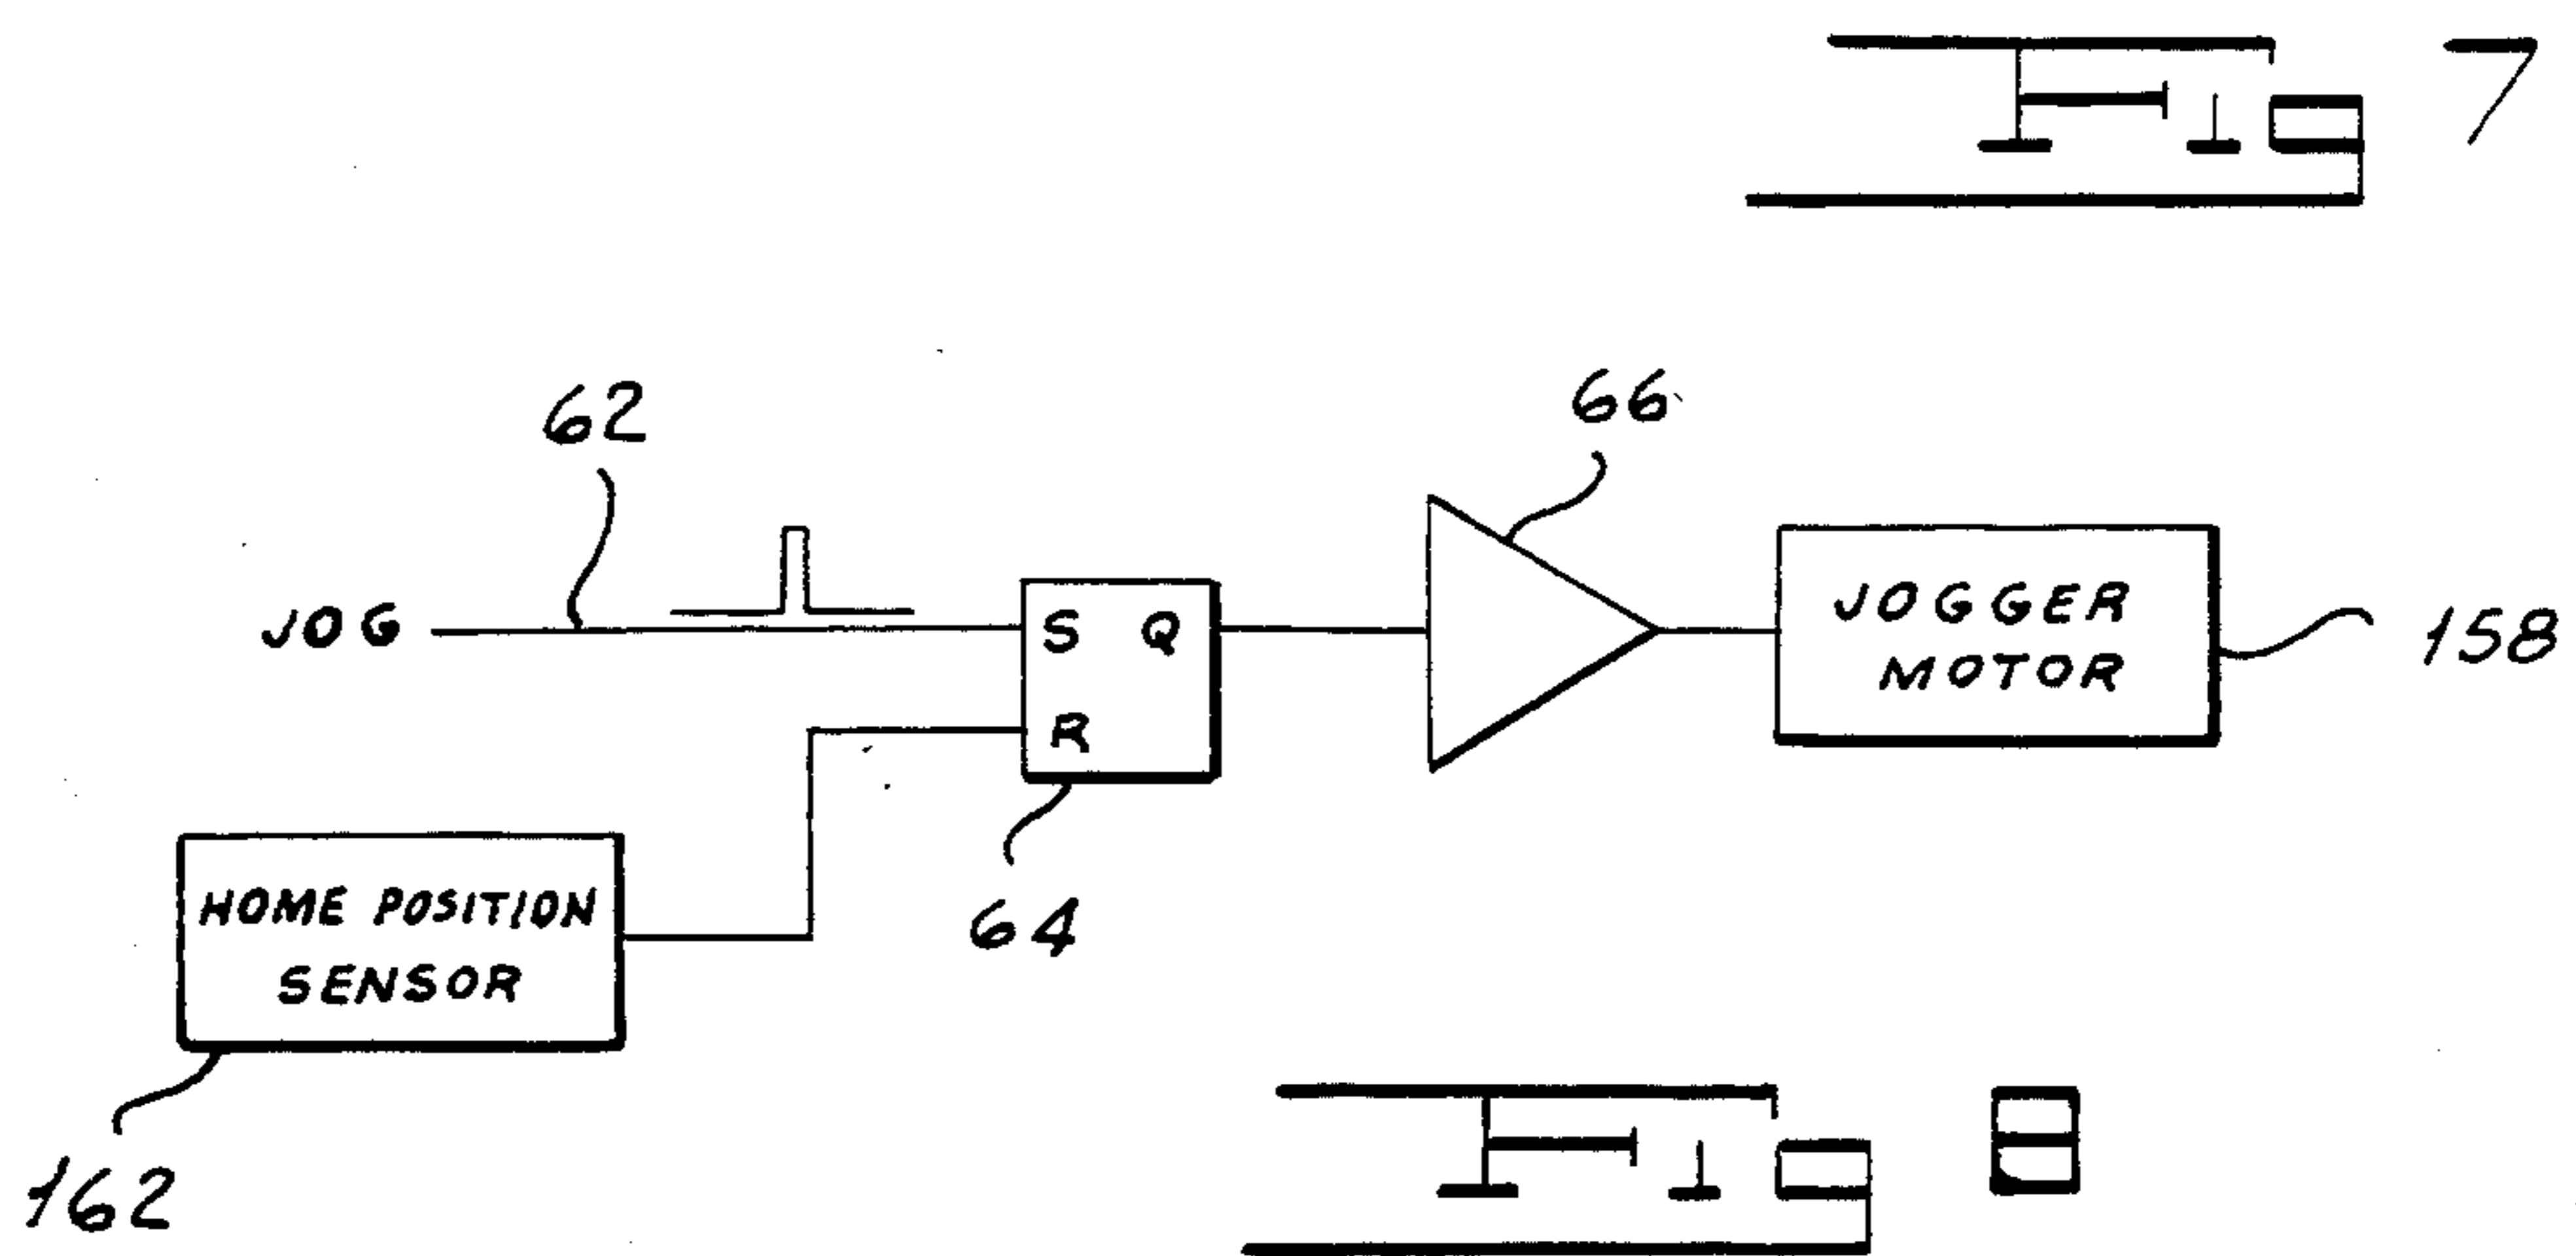 Fig 7
62
66
JOG
S Q
R
JOGGER
MOTOR
158
64
HOME POSITION
SENSOR
162
Fig 8